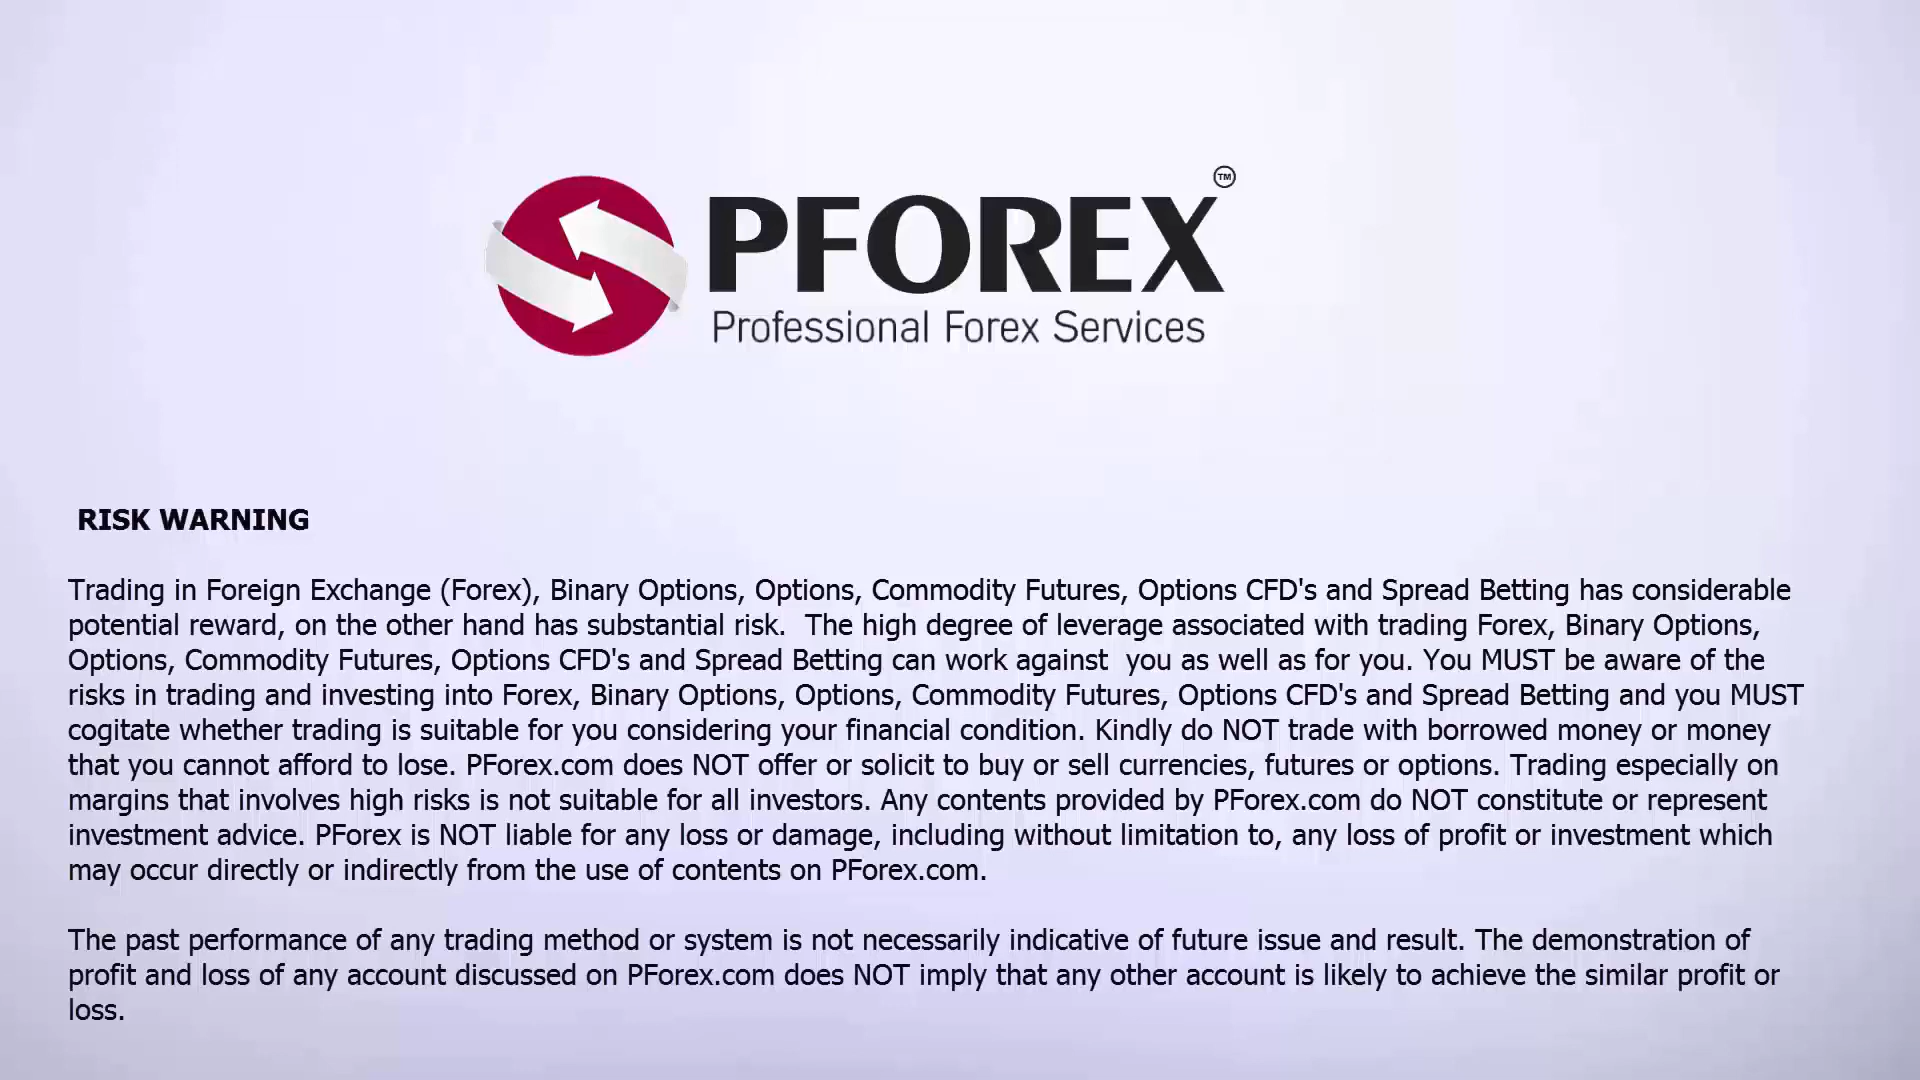 TM
PFOREX
Professional Forex Services
RISK WARNING
Trading in Foreign Exchange (Forex), Binary Options, Options, Commodity Futures, Options CFD's and Spread Betting has considerable
potential reward, on the other hand has substantial risk.  The high degree of leverage associated with trading Forex, Binary Options,
Options, Commodity Futures, Options CFD's and Spread Betting can work against  you as well as for you. You MUST be aware of the
risks in trading and investing into Forex, Binary Options, Options, Commodity Futures, Options CFD's and Spread Betting and you MUST
cogitate whether trading is suitable for you considering your financial condition. Kindly do NOT trade with borrowed money or money
that you cannot afford to lose. PForex.com does NOT offer or solicit to buy or sell currencies, futures or options. Trading especially on
margins that involves high risks is not suitable for all investors. Any contents provided by PForex.com do NOT constitute or represent
investment advice. PForex is NOT liable for any loss or damage, including without limitation to, any loss of profit or investment which
may occur directly or indirectly from the use of contents on PForex.com.
The past performance of any trading method or system is not necessarily indicative of future issue and result. The demonstration of
profit and loss of any account discussed on PForex.com does NOT imply that any other account is likely to achieve the similar profit or
loss.